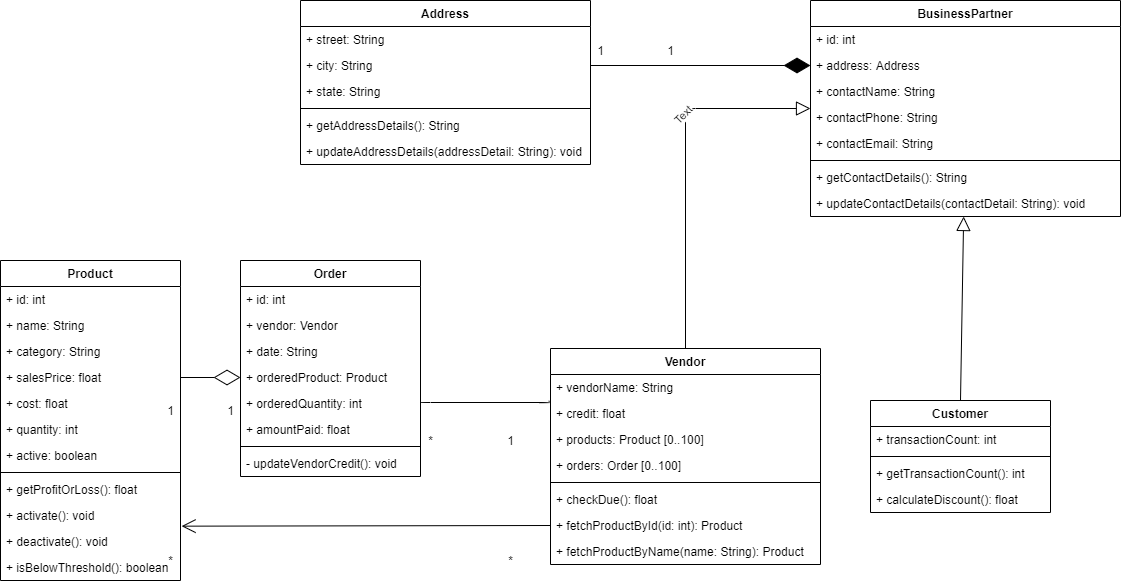 Address
+ street: String
+ city: String
+ state: String
+ getAddressDetails(): String
+ updateAddressDetails(addressDetail: String): void
1
1
BusinessPartner
+ id: int
+ address: Address
+ contactName: String
+ contactPhone: String
+ contactEmail: String
+ getContactDetails(): String
+ updateContactDetails(contactDetail: String): void
Text
Product
+ id: int
+ name: String
+ category: String
+ salesPrice: float
+ cost: float
+ quantity: int
+ active: boolean
+ getProfitOrLoss(): float
+ activate(): void
+ deactivate(): void
+ isBelowThreshold(): boolean
1
1
*
Order
+ id: int
+ vendor: Vendor
+ date: String
+ orderedProduct: Product
+ orderedQuantity: int
+ amountPaid: float
- updateVendorCredit(): void
*
1
*
Vendor
+ vendorName: String
+ credit: float
+ products: Product [0..100]
+ orders: Order [0..100]
+ checkDue(): float
+ fetchProductById(id: int): Product
+ fetchProductByName(name: String): Product
Customer
+ transactionCount: int
+ getTransactionCount(): int
+ calculateDiscount(): float